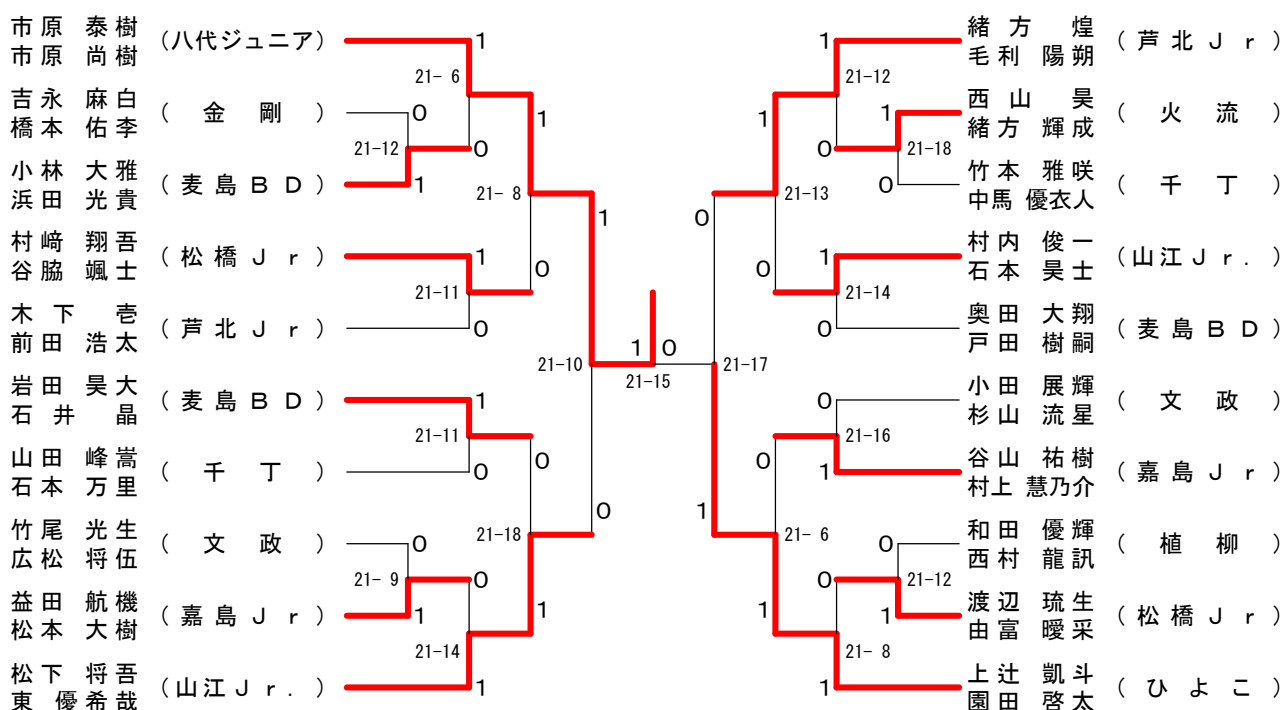 市原 泰樹
市原 尚樹
(八代ジュニア)
1
21- 6
吉永 麻白
橋本 佑李
(金剛)
0
21-12
0
小林 大雅
浜田 光貴
(麦島BD)
1
21- 8
1
村﨑 翔吾
谷脇 颯士
(松橋Jr)
1
21-11
0
木下 壱
前田 浩太
(芦北Jr)
0
1
21-10
岩田 昊大
石井 晶
(麦島BD)
1
21-11
山田 峰嵩
石本 万里
(千丁)
0
0
竹尾 光生
広松 将伍
(文政)
0
21-18
0
21- 9
0
益田 航機
松本 大樹
(嘉島Jr)
1
1
21-14
松下 将吾
東 優希哉
(山江Jr.)
1
1 0
21-15
緒方 煌
毛利 陽朔
(芦北Jr)
1
21-12
西山 昊
緒方 輝成
(火流)
1
1
0
21-18
竹本 雅咲
中馬 優衣人
(千丁)
0
21-13
0
村内 俊一
石本 昊士
(山江Jr.)
1
0
21-14
奥田 大翔
戸田 樹嗣
(麦島BD)
0
21-17
小田 展輝
杉山 流星
(文政)
0
21-16
谷山 祐樹
村上 慧乃介
(嘉島Jr)
1
0
1
21- 6
和田 優輝
西村 龍訊
(植柳)
0
21-12
0
渡辺 琉生
由富 曖采
(松橋Jr)
1
1
21- 8
上辻 凱斗
園田 啓太
(ひよこ)
1